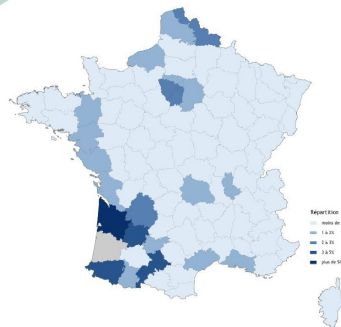 Répartition
moins de
1 à 2%
2 à 3%
3 à 5%
plus de 5%